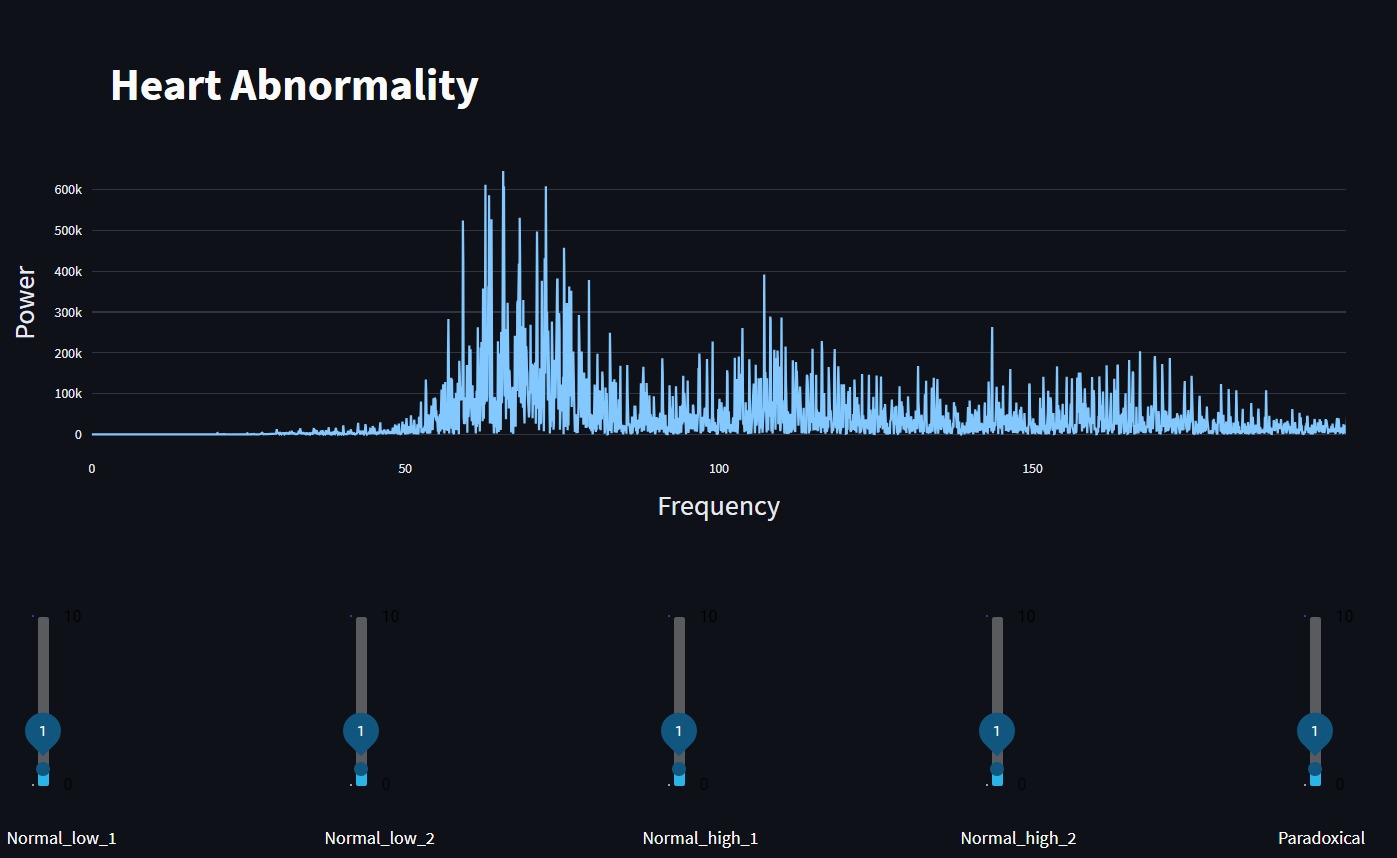 Heart Abnormality
600k
500k
400k
300k
200k
100k
0
Power
0 50 100 150
Frequency
10 10 10 10 10
1 1 1 1 1
0 0 0 0 0
Normal_low_1 Normal_low_2 Normal_high_1 Normal_high_2 Paradoxical